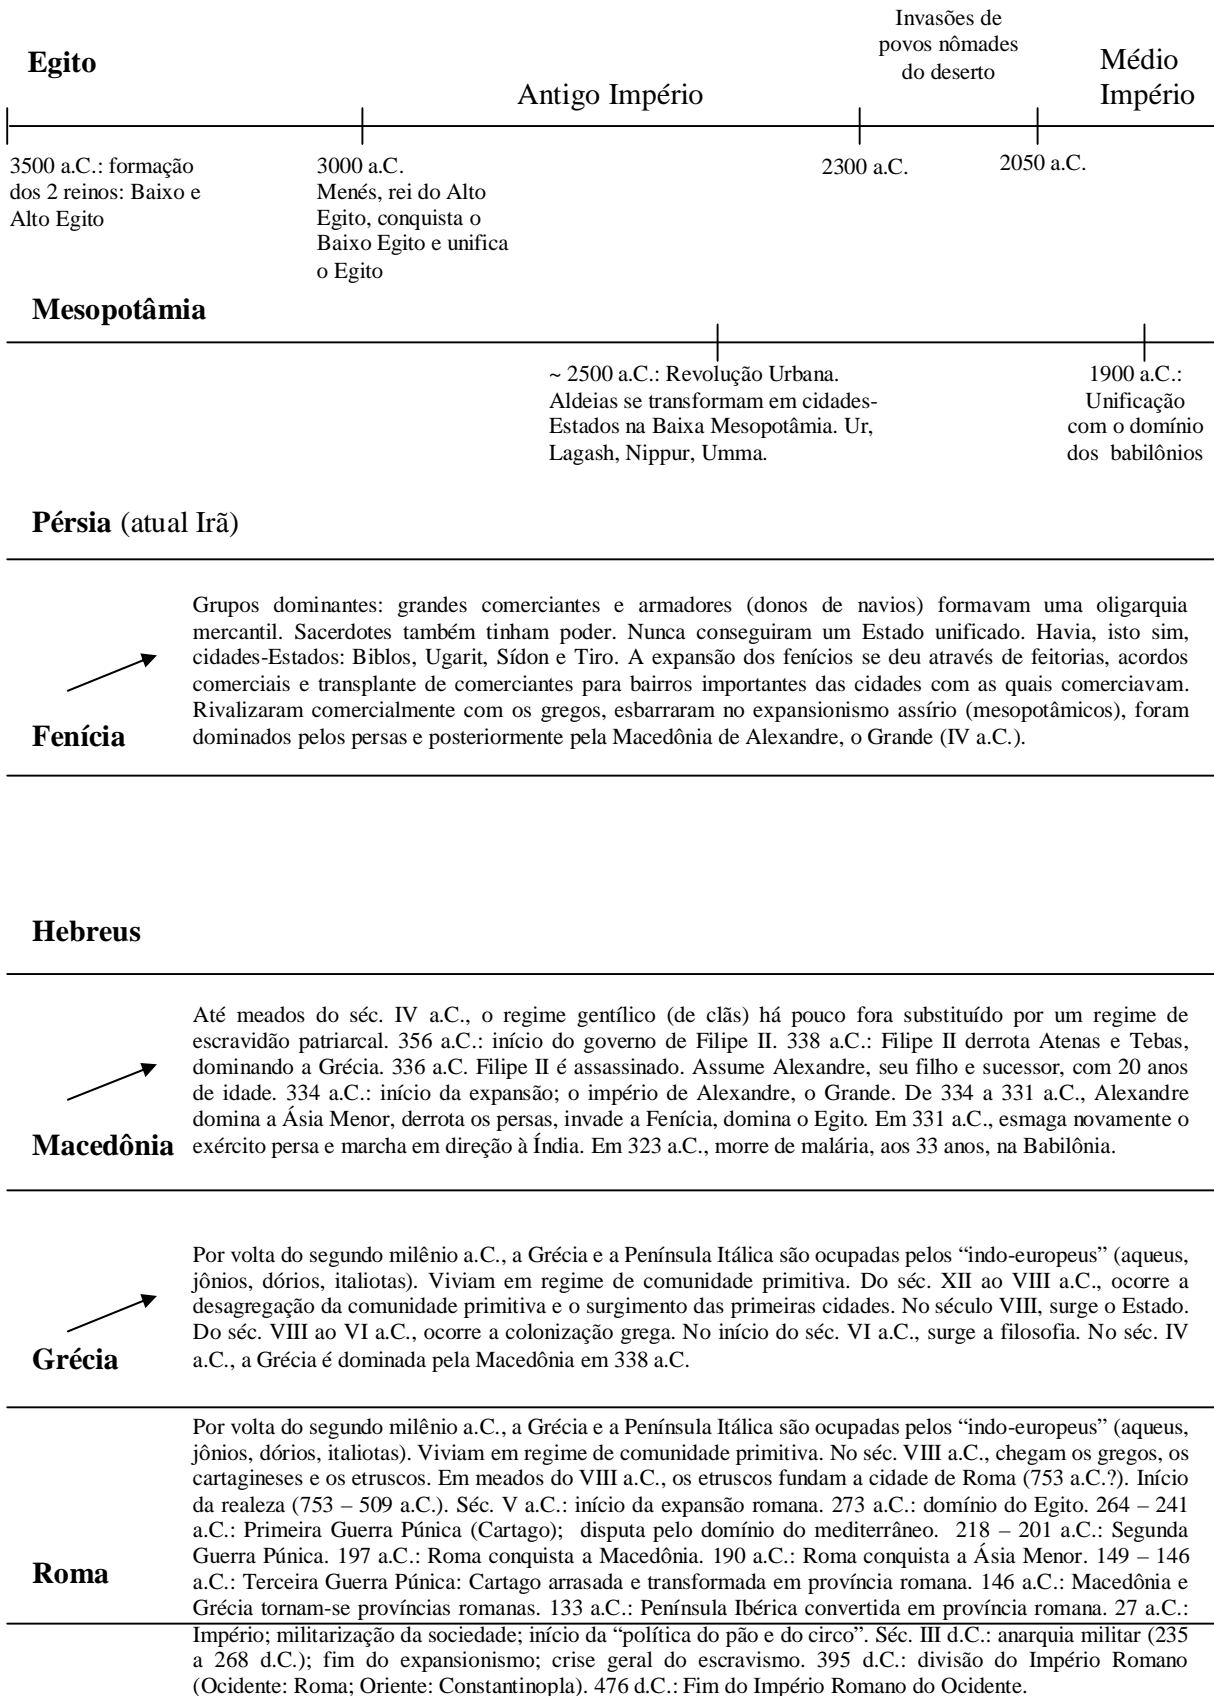 Invasões de
povos nômades
do deserto
Egito
Médio
Império
Antigo Império
3500 a.C.: formação
dos 2 reinos: Baixo e
Alto Egito
3000 a.C.
Menés, rei do Alto
Egito, conquista o
Baixo Egito e unifica
o Egito
2300 a.C.
2050 a.C.
Mesopotâmia
~ 2500 a.C.: Revolução Urbana.
Aldeias se transformam em cidades-
Estados na Baixa Mesopotâmia. Ur,
Lagash, Nippur, Umma.
1900 a.C.:
Unificação
com o domínio
dos babilônios
Pérsia (atual Irã)
Grupos dominantes: grandes comerciantes e armadores (donos de navios) formavam uma oligarquia
mercantil. Sacerdotes também tinham poder. Nunca conseguiram um Estado unificado. Havia, isto sim,
cidades-Estados: Biblos, Ugarit, Sídon e Tiro. A expansão dos fenícios se deu através de feitorias, acordos
comerciais e transplante de comerciantes para bairros importantes das cidades com as quais comerciavam.
Rivalizaram comercialmente com os gregos, esbarraram no expansionismo assírio (mesopotâmicos), foram
dominados pelos persas e posteriormente pela Macedônia de Alexandre, o Grande (IV a.C.).
Fenícia
Hebreus
Até meados do séc. IV a.C., o regime gentílico (de clãs) há pouco fora substituído por um regime de
escravidão patriarcal. 356 a.C.: início do governo de Filipe II. 338 a.C.: Filipe II derrota Atenas e Tebas,
dominando a Grécia. 336 a.C. Filipe II é assassinado. Assume Alexandre, seu filho e sucessor, com 20 anos
de idade. 334 a.C.: início da expansão; o império de Alexandre, o Grande. De 334 a 331 a.C., Alexandre
domina a Ásia Menor, derrota os persas, invade a Fenícia, domina o Egito. Em 331 a.C., esmaga novamente o
exército persa e marcha em direção à Índia. Em 323 a.C., morre de malária, aos 33 anos, na Babilônia.
Macedônia
Por volta do segundo milênio a.C., a Grécia e a Península Itálica são ocupadas pelos “indo-europeus” (aqueus,
jônios, dórios, italiotas). Viviam em regime de comunidade primitiva. Do séc. XII ao VIII a.C., ocorre a
desagregação da comunidade primitiva e o surgimento das primeiras cidades. No século VIII, surge o Estado.
Do séc. VIII ao VI a.C., ocorre a colonização grega. No início do séc. VI a.C., surge a filosofia. No séc. IV
a.C., a Grécia é dominada pela Macedônia em 338 a.C.
Grécia
Por volta do segundo milênio a.C., a Grécia e a Península Itálica são ocupadas pelos “indo-europeus” (aqueus,
jônios, dórios, italiotas). Viviam em regime de comunidade primitiva. No séc. VIII a.C., chegam os gregos, os
cartagineses e os etruscos. Em meados do VIII a.C., os etruscos fundam a cidade de Roma (753 a.C.?). Início
da realeza (753 – 509 a.C.). Séc. V a.C.: início da expansão romana. 273 a.C.: domínio do Egito. 264 – 241
a.C.: Primeira Guerra Púnica (Cartago); disputa pelo domínio do mediterrâneo. 218 – 201 a.C.: Segunda
Guerra Púnica. 197 a.C.: Roma conquista a Macedônia. 190 a.C.: Roma conquista a Ásia Menor. 149 – 146
a.C.: Terceira Guerra Púnica: Cartago arrasada e transformada em província romana. 146 a.C.: Macedônia e
Grécia tornam-se províncias romanas. 133 a.C.: Península Ibérica convertida em província romana. 27 a.C.:
Império; militarização da sociedade; início da “política do pão e do circo”. Séc. III d.C.: anarquia militar (235
a 268 d.C.); fim do expansionismo; crise geral do escravismo. 395 d.C.: divisão do Império Romano
(Ocidente: Roma; Oriente: Constantinopla). 476 d.C.: Fim do Império Romano do Ocidente.
Roma